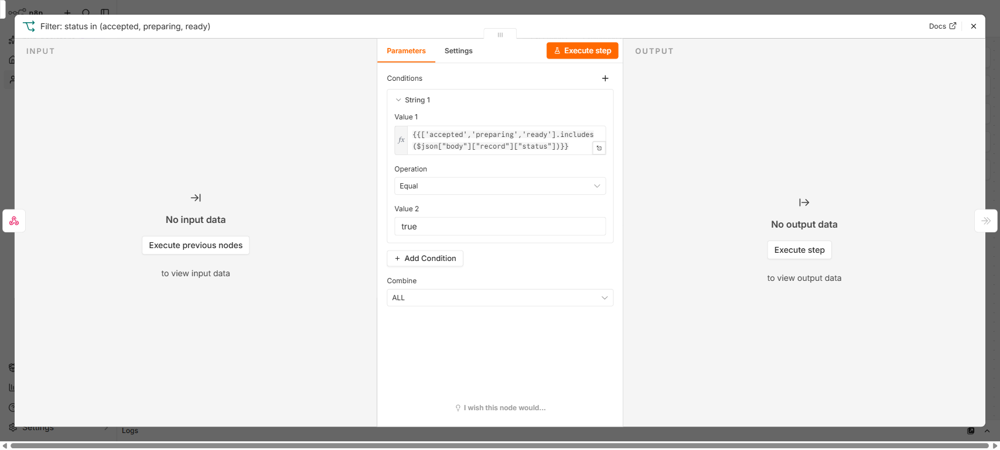 n8n
Filter: status in (accepted, preparing, ready)
Docs
INPUT
Parameters
Settings
Execute step
OUTPUT
Conditions
String 1
Value 1
fx
{{['accepted','preparing','ready'].includes
($json["body"]["record"]["status"])}}
Operation
Equal
Value 2
true
No input data
Execute previous nodes
to view input data
No output data
Execute step
to view output data
Add Condition
Combine
ALL
I wish this node would...
Settings
Logs